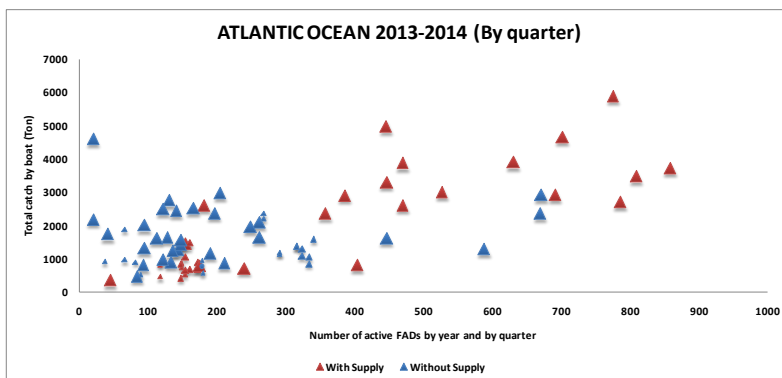 ATLANTIC OCEAN 2013-2014 (By quarter)
Total catch by boat (Ton)
7000
6000
5000
4000
3000
2000
1000
0
0 100 200 300 400 500 600 700 800 900 1000
Number of active FADs by year and by quarter
With Supply Without Supply